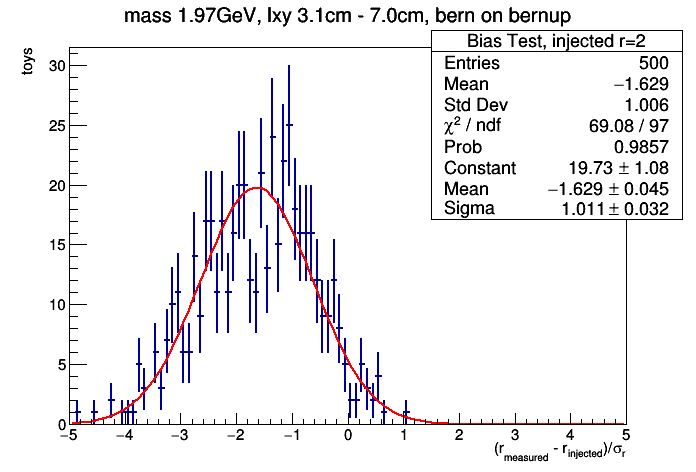 mass 1.97GeV, lxy 3.1cm - 7.0cm, bern on bernup
Bias Test, injected r=2
Entries 500
Mean −1.629
Std Dev 1.006
χ² / ndf 69.08 / 97
Prob 0.9857
Constant 19.73 ± 1.08
Mean −1.629 ± 0.045
Sigma 1.011 ± 0.032
toys
30
25
20
15
10
5
0
−5 −4 −3 −2 −1 0 1 2 3 4 5
(r_measured - r_injected)/σ_r